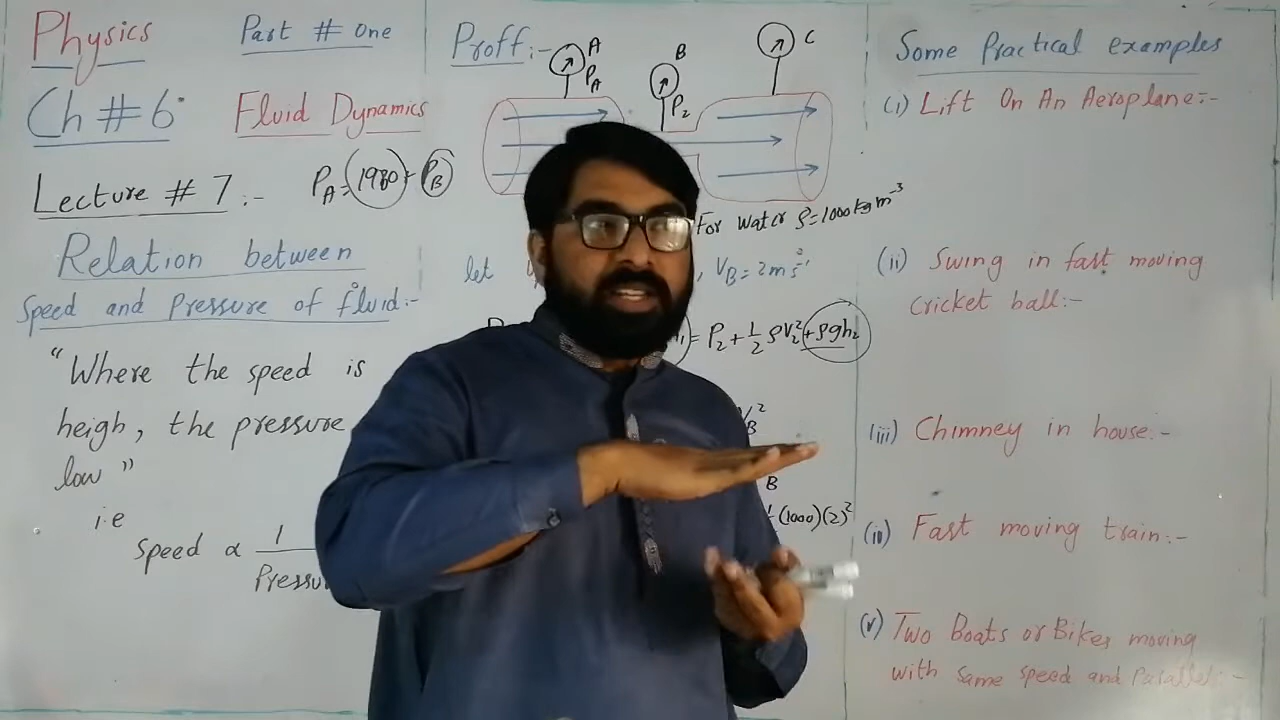 Physics
Part # One
Ch # 6
Fluid Dynamics
Lecture # 7 :-
P_A = (1980) + P_B
Relation between
Speed and Pressure of fluid:-
"Where the speed is
heigh, the pressure
low"
i.e
Speed ∝ 1
Pressu
Proff:-
A
P_A
B
P_2
C
For water ρ=1000kgm⁻³
let
, V_B = 2ms⁻¹
= P_2 + 1/2 ρV_2² + ρgh_2
V_B²
B
(1000)(2)²
Some Practical examples
(i) Lift On An Aeroplane:-
(ii) Swing in fast moving
cricket ball:-
(iii) Chimney in house:-
(iv) Fast moving train:-
(v) Two Boats or Bikes moving
with same speed and Parallel:-